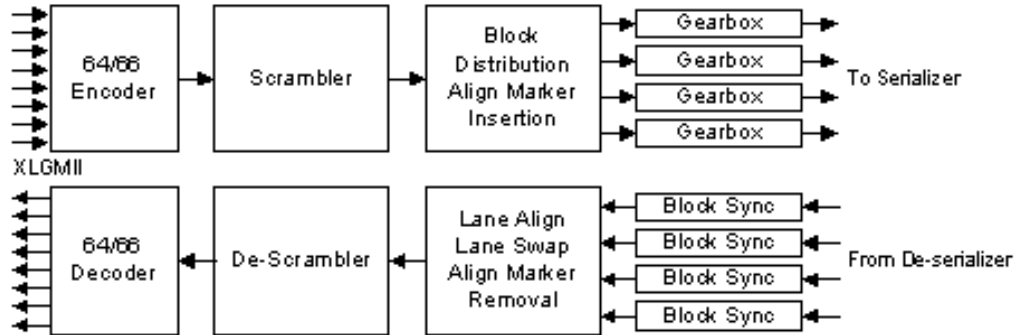 64/66
Encoder
Scrambler
Block
Distribution
Align Marker
Insertion
Gearbox
Gearbox
Gearbox
Gearbox
To Serializer
XLGMII
64/66
Decoder
De-Scrambler
Lane Align
Lane Swap
Align Marker
Removal
Block Sync
Block Sync
Block Sync
Block Sync
From De-serializer